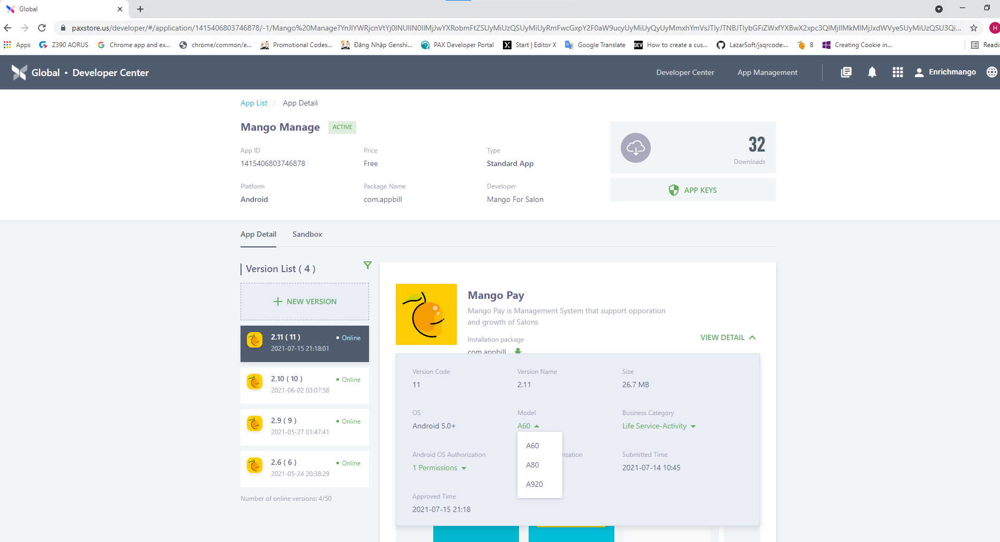 Global
paxstore.us/developer/#/application/1415406803746878/-1/Mango%20Manage?
Apps
Z390 AORUS
Chrome app and ex...
chrome/common/e...
Promotional Codes...
Đăng Nhập Genshi...
PAX Developer Portal
Start | Editor X
Google Translate
DEV
How to create a cus...
LazarSoft/jsqrcode:...
B
Creating Cookie in...
Readi
H
Global • Developer Center
Developer Center
App Management
Enrichmango
App List / App Detail
Mango Manage ACTIVE
App ID
Price
Type
1415406803746878
Free
Standard App
Platform
Package Name
Developer
Android
com.appbill
Mango For Salon
32
Downloads
APP KEYS
App Detail
Sandbox
Version List ( 4 )
NEW VERSION
2.11 ( 11 ) • Online
2021-07-15 21:18:01
2.10 ( 10 ) • Online
2021-06-02 03:07:58
2.9 ( 9 ) • Online
2021-05-27 01:47:41
2.6 ( 6 ) • Online
2021-05-24 20:38:29
Number of online versions: 4/50
Mango Pay
Mango Pay is Management System that support opporation
and growth of Salons
Installation package
com.appbill
VIEW DETAIL
Version Code
Version Name
Size
11
2.11
26.7 MB
OS
Model
Business Category
Android 5.0+
A60
Life Service-Activity
A60
A80
A920
Android OS Authorization
rization
Submitted Time
1 Permissions
2021-07-14 10:45
Approved Time
2021-07-15 21:18